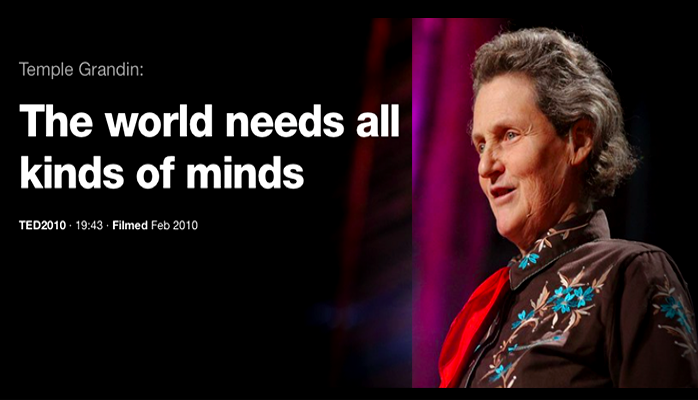 Temple Grandin:
The world needs all
kinds of minds
TED2010 · 19:43 · Filmed Feb 2010